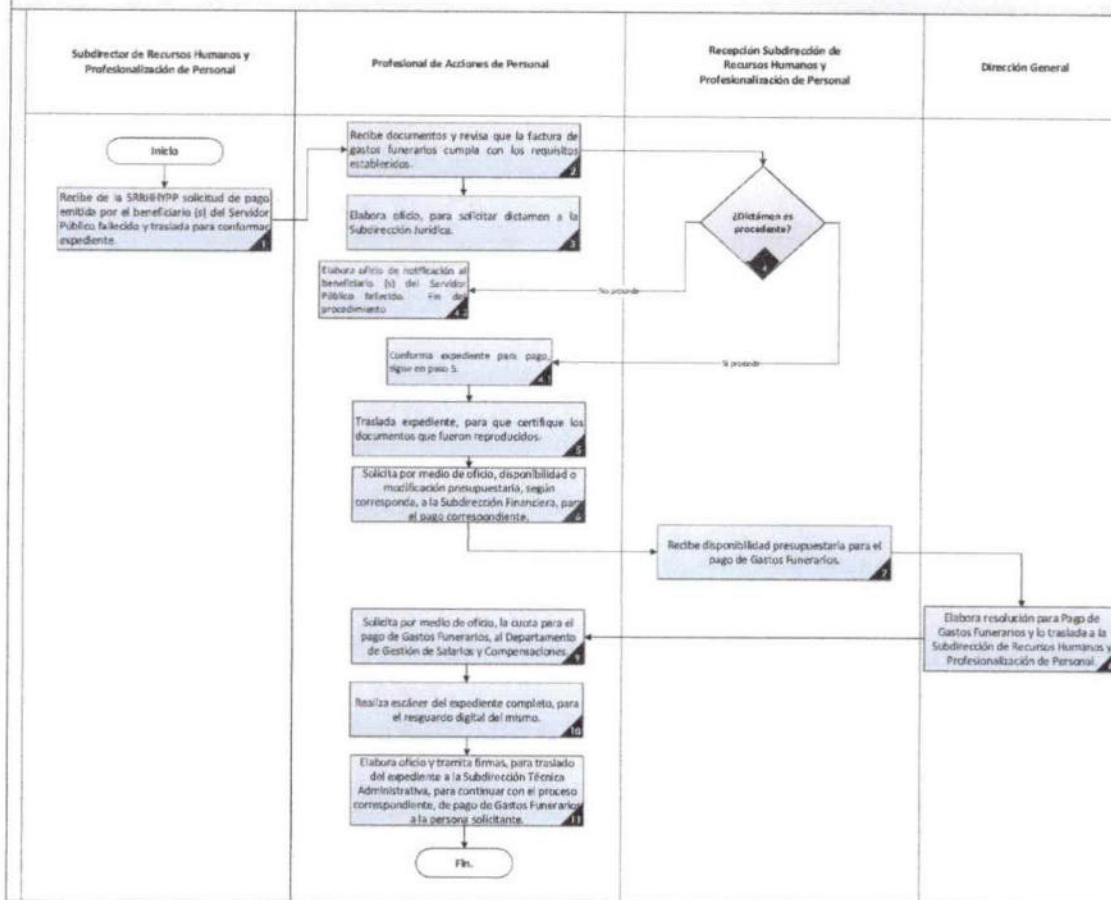 Subdirector de Recursos Humanos y
Profesionalización de Personal
Profesional de Acciones de Personal
Recepción Subdirección de
Recursos Humanos y
Profesionalización de Personal
Dirección General
Inicio
Recibe de la SRRHHYPP solicitud de pago
emitida por el beneficiario (s) del Servidor
Público fallecido y traslada para conformar
expediente.
1
Recibe documentos y revisa que la factura de
gastos funerarios cumpla con los requisitos
establecidos.
2
Elabora oficio, para solicitar dictamen a la
Subdirección Jurídica.
3
¿Dictámen es
procedente?
4
No procede
Elabora oficio de notificación al
beneficiario (s) del Servidor
Público fallecido. Fin del
procedimiento
4.2
Si procede
Conforma expediente para pago,
sigue en paso 5.
4.1
Traslada expediente, para que certifique los
documentos que fueron reproducidos.
5
Solicita por medio de oficio, disponibilidad o
modificación presupuestaria, según
corresponda, a la Subdirección Financiera, para
el pago correspondiente.
6
Recibe disponibilidad presupuestaria para el
pago de Gastos Funerarios.
7
Elabora resolución para Pago de
Gastos Funerarios y lo traslada a la
Subdirección de Recursos Humanos y
Profesionalización de Personal.
Solicita por medio de oficio, la cuota para el
pago de Gastos Funerarios, al Departamento
de Gestión de Salarios y Compensaciones.
9
Realiza escáner del expediente completo, para
el resguardo digital del mismo.
10
Elabora oficio y tramita firmas, para traslado
del expediente a la Subdirección Técnica
Administrativa, para continuar con el proceso
correspondiente, de pago de Gastos Funerarios
a la persona solicitante.
11
Fin.